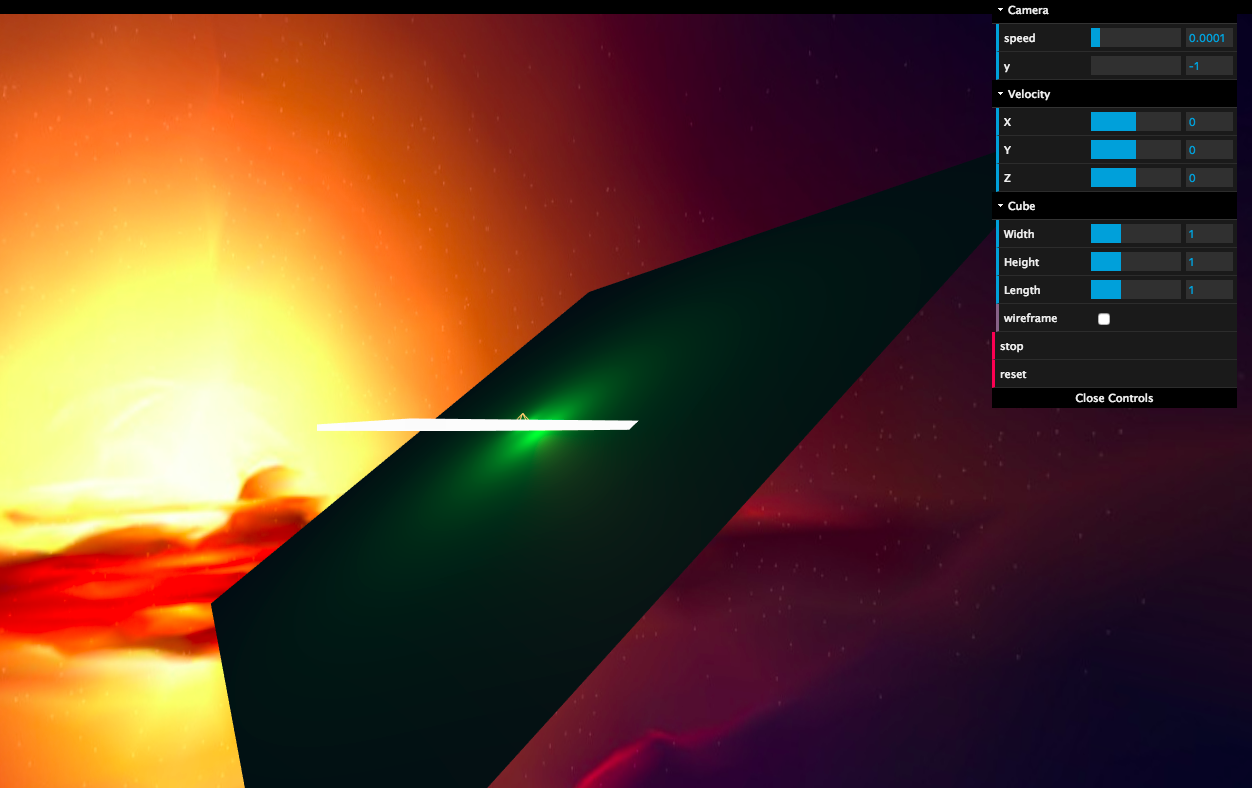 Camera
speed 0.0001
y -1
Velocity
X 0
Y 0
Z 0
Cube
Width 1
Height 1
Length 1
wireframe
stop
reset
Close Controls